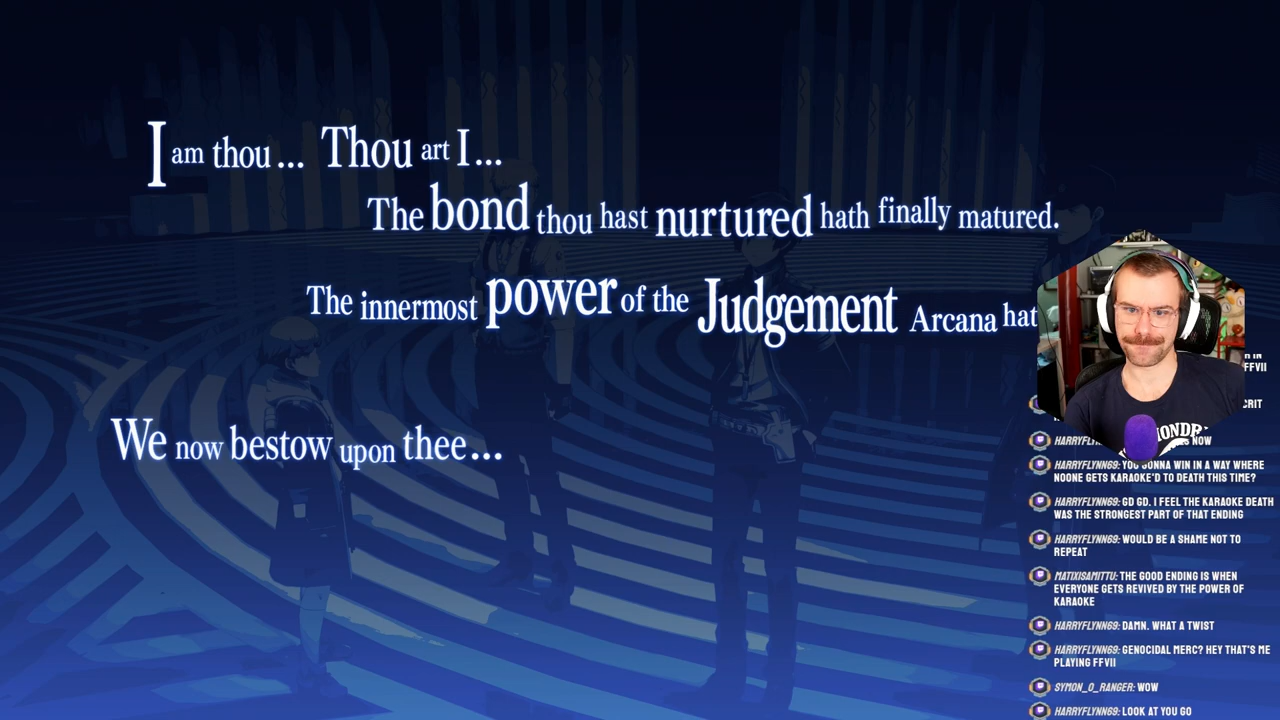 I am thou... Thou art I...
The bond thou hast nurtured hath finally matured.
The innermost power of the Judgement Arcana hat
We now bestow upon thee...
FFVII
CRIT
HARRYFL
NOW
HARRYFLYNN69: YOU GONNA WIN IN A WAY WHERE
NOONE GETS KARAOKE'D TO DEATH THIS TIME?
HARRYFLYNN69: GD GD. I FEEL THE KARAOKE DEATH
WAS THE STRONGEST PART OF THAT ENDING
HARRYFLYNN69: WOULD BE A SHAME NOT TO
REPEAT
MATIXISAMITTU: THE GOOD ENDING IS WHEN
EVERYONE GETS REVIVED BY THE POWER OF
KARAOKE
HARRYFLYNN69: DAMN. WHAT A TWIST
HARRYFLYNN69: GENOCIDAL MERC? HEY THAT'S ME
PLAYING FFVII
SYMON_O_RANGER: WOW
HARRYFLYNN69: LOOK AT YOU GO